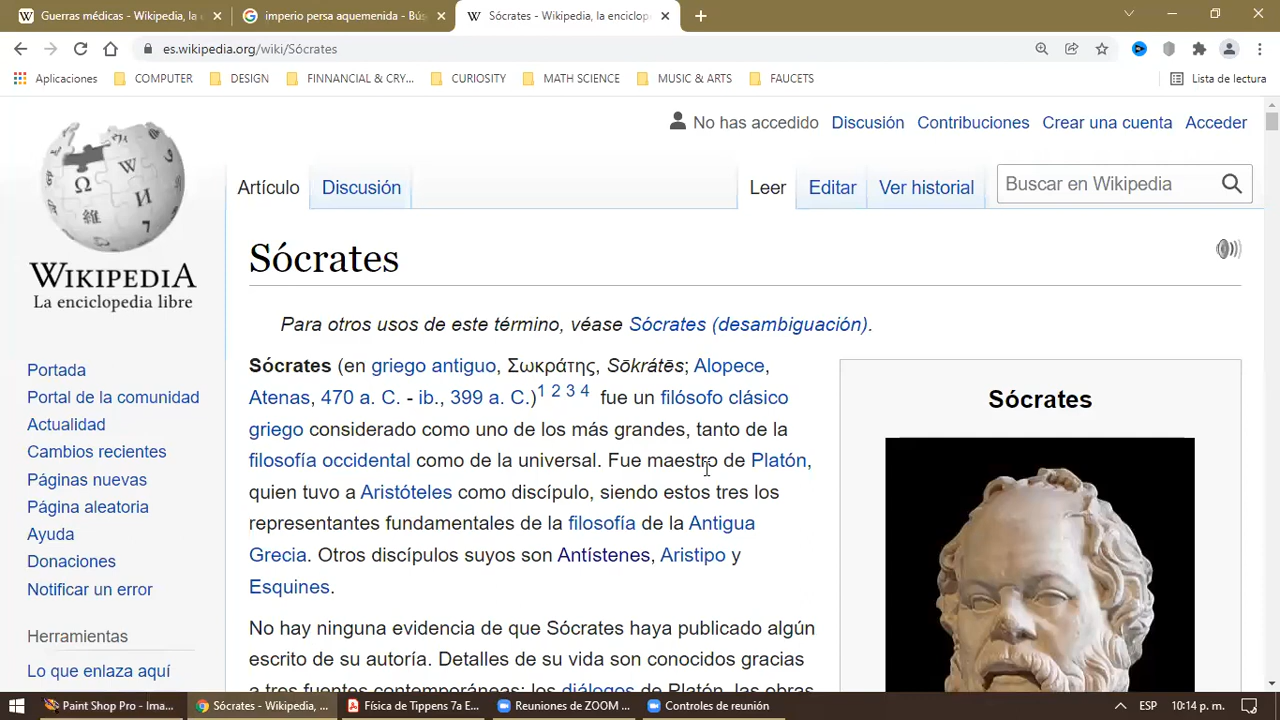 Guerras médicas - Wikipedia, la e
imperio persa aquemenida - Bús
Sócrates - Wikipedia, la enciclop
es.wikipedia.org/wiki/Sócrates
Aplicaciones
COMPUTER
DESIGN
FINNANCIAL & CRY...
CURIOSITY
MATH SCIENCE
MUSIC & ARTS
FAUCETS
Lista de lectura
No has accedido Discusión Contribuciones Crear una cuenta Acceder
Artículo Discusión Leer Editar Ver historial Buscar en Wikipedia
WIKIPEDIA
La enciclopedia libre
Portada
Portal de la comunidad
Actualidad
Cambios recientes
Páginas nuevas
Página aleatoria
Ayuda
Donaciones
Notificar un error
Herramientas
Lo que enlaza aquí
Sócrates
Para otros usos de este término, véase Sócrates (desambiguación).
Sócrates (en griego antiguo, Σωκράτης, Sōkrátēs; Alopece,
Atenas, 470 a. C. - ib., 399 a. C.)1 2 3 4 fue un filósofo clásico
griego considerado como uno de los más grandes, tanto de la
filosofía occidental como de la universal. Fue maestro de Platón,
quien tuvo a Aristóteles como discípulo, siendo estos tres los
representantes fundamentales de la filosofía de la Antigua
Grecia. Otros discípulos suyos son Antístenes, Aristipo y
Esquines.
No hay ninguna evidencia de que Sócrates haya publicado algún
escrito de su autoría. Detalles de su vida son conocidos gracias
a tres fuentes contemporáneas: los diálogos de Platón, las obras
Sócrates
Paint Shop Pro - Ima...
Sócrates - Wikipedia, ...
Física de Tippens 7a E...
Reuniones de ZOOM ...
Controles de reunión
ESP
10:14 p. m.